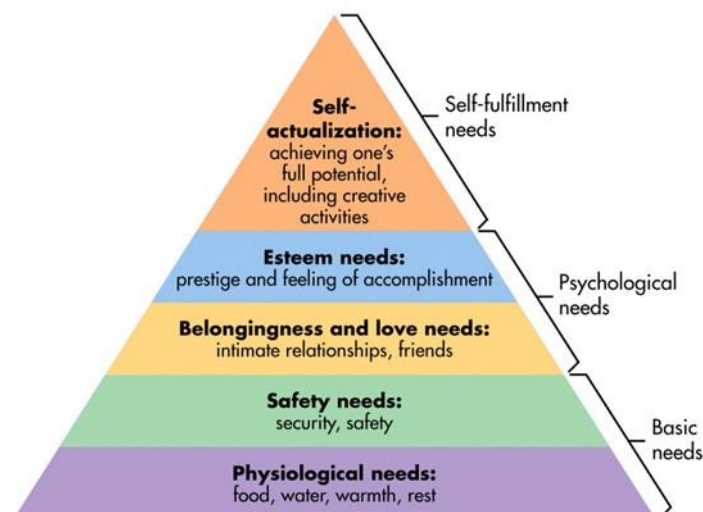 Self-
actualization:
achieving one's
full potential,
including creative
activities
Esteem needs:
prestige and feeling of accomplishment
Belongingness and love needs:
intimate relationships, friends
Safety needs:
security, safety
Physiological needs:
food, water, warmth, rest
Self-fulfillment
needs
Psychological
needs
Basic
needs